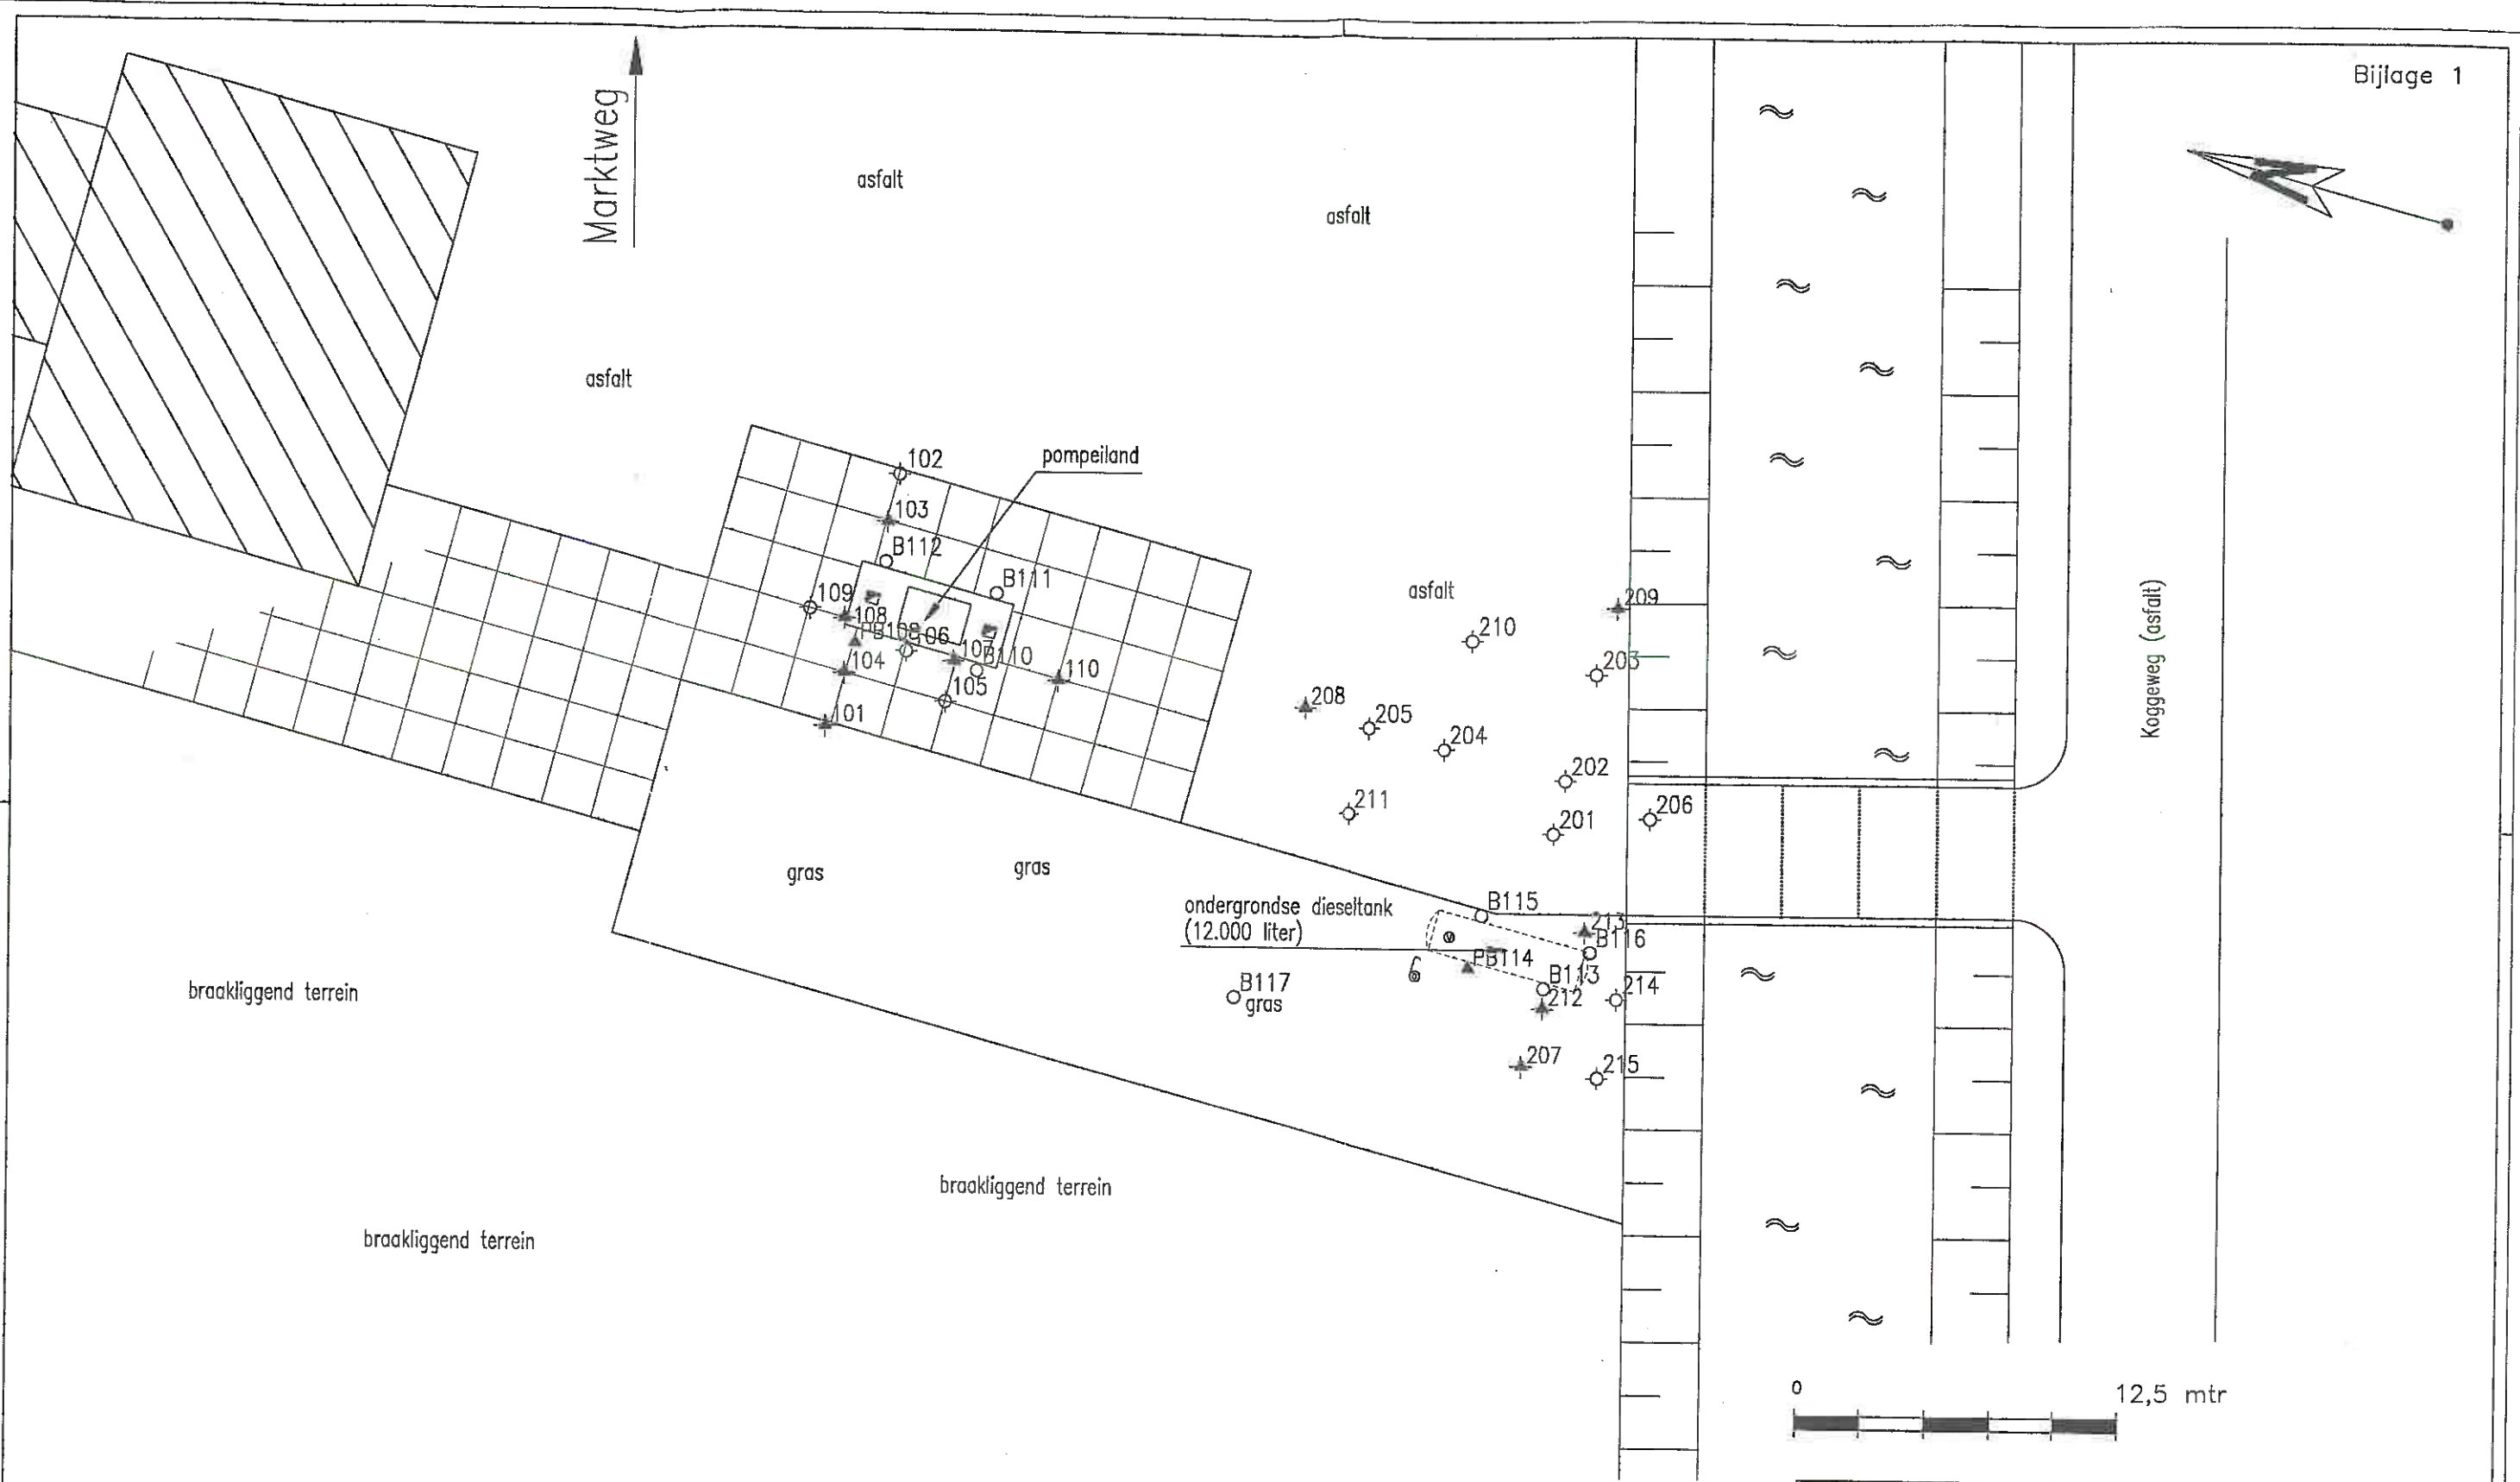 Bijlage 1
Marktweg
asfalt
asfalt
asfalt
102
pompeiland
103
B112
B111
109
108
asfalt
209
210
107
B110
104
110
203
105
208
101
205
204
202
211
206
201
Koggeweg (asfalt)
gras
gras
ondergrondse dieseltank
(12.000 liter)
B115
213
B116
PB114
B113
B117
gras
212
214
207
215
braakliggend terrein
braakliggend terrein
braakliggend terrein
0
12,5 mtr